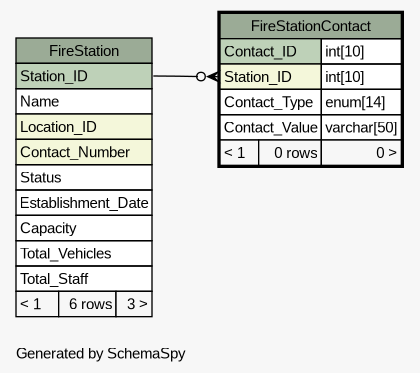 FireStation
Station_ID
Name
Location_ID
Contact_Number
Status
Establishment_Date
Capacity
Total_Vehicles
Total_Staff
< 1 6 rows 3 >
FireStationContact
Contact_ID int[10]
Station_ID int[10]
Contact_Type enum[14]
Contact_Value varchar[50]
< 1 0 rows 0 >
Generated by SchemaSpy